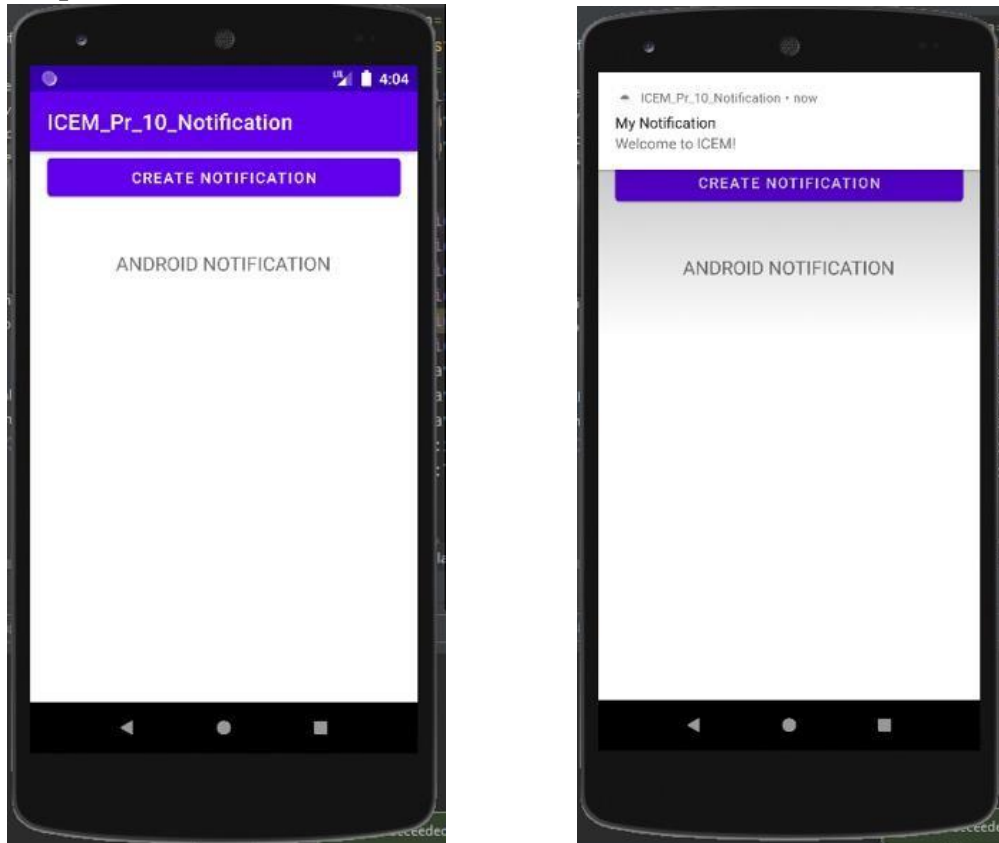 4:04
ICEM_Pr_10_Notification
CREATE NOTIFICATION
ANDROID NOTIFICATION
ICEM_Pr_10_Notification • now
My Notification
Welcome to ICEM!
CREATE NOTIFICATION
ANDROID NOTIFICATION